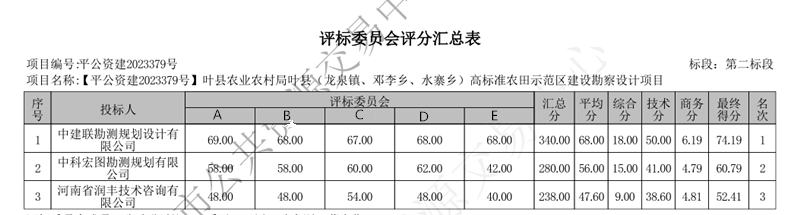 评标委员会评分汇总表
项目编号:平公资建2023379号 标段：第二标段
项目名称:【平公资建2023379号】叶县农业农村局叶县（龙泉镇、邓李乡、水寨乡）高标准农田示范区建设勘察设计项目
序号 投标人 评标委员会 汇总分 平均分 综合分 技术分 商务分 最终得分 名次
A B C D E
1 中建联勘测规划设计有限公司 69.00 68.00 67.00 68.00 68.00 340.00 68.00 18.00 50.00 6.19 74.19 1
2 中科宏图勘测规划有限公司 58.00 58.00 60.00 62.00 42.00 280.00 56.00 15.00 41.00 4.79 60.79 2
3 河南省润丰技术咨询有限公司 48.00 48.00 54.00 48.00 40.00 238.00 47.60 9.00 38.60 4.81 52.41 3